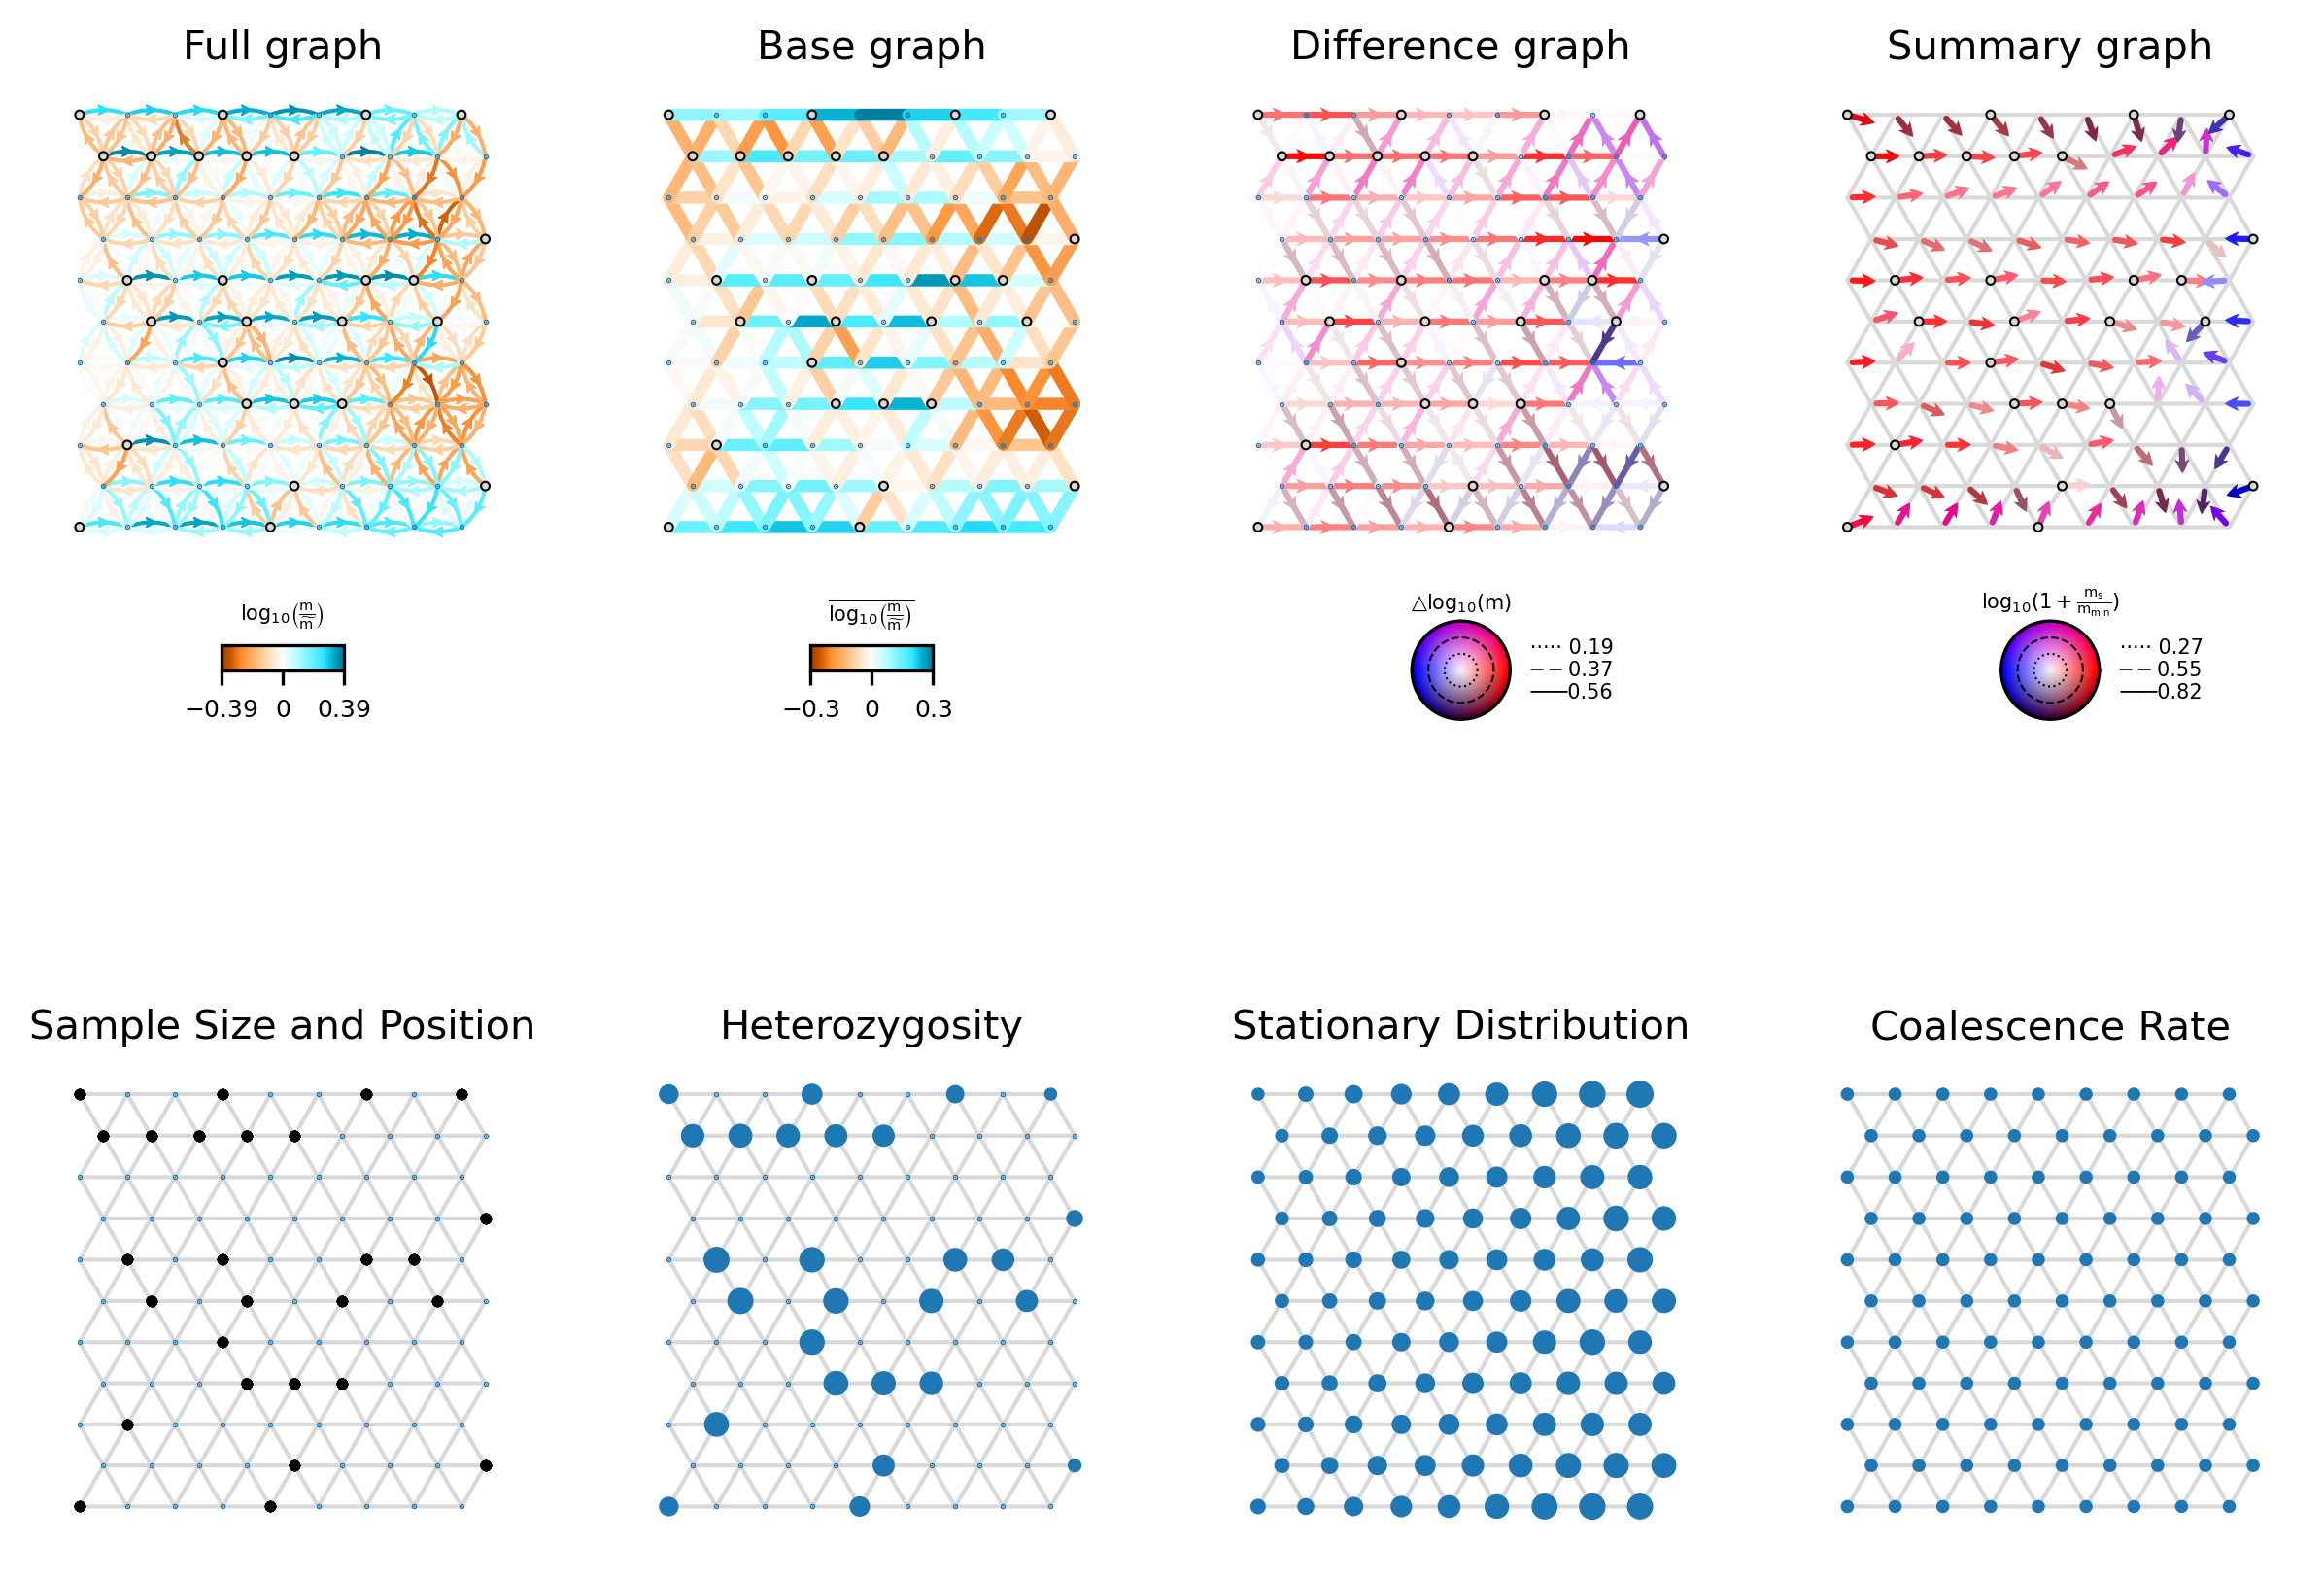 Full graph
Base graph
Difference graph
Summary graph
log₁₀(m/m̃)
−0.39 0 0.39
log₁₀(m/m̃)
−0.3 0 0.3
△log₁₀(m)
0.19
0.37
0.56
log₁₀(1 + mₛ/m_min)
0.27
0.55
0.82
Sample Size and Position
Heterozygosity
Stationary Distribution
Coalescence Rate